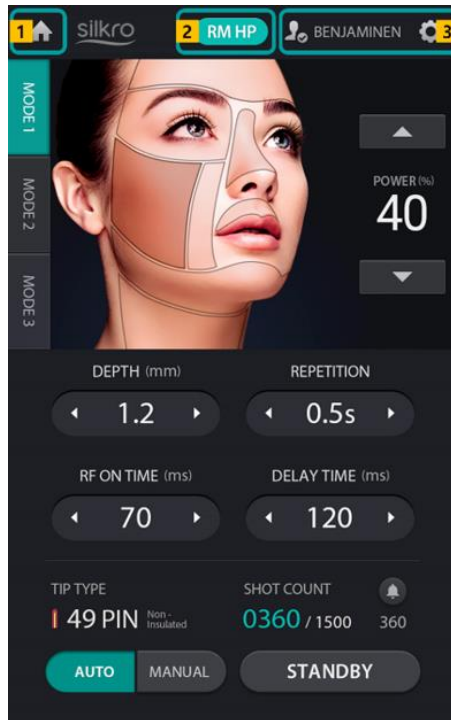 1 silkro 2 RM HP BENJAMINEN 3
MODE 1
MODE 2
MODE 3
POWER (%)
40
DEPTH (mm) REPETITION
1.2 0.5s
RF ON TIME (ms) DELAY TIME (ms)
70 120
TIP TYPE SHOT COUNT
49 PIN Non - Insulated 0360 / 1500 360
AUTO MANUAL STANDBY